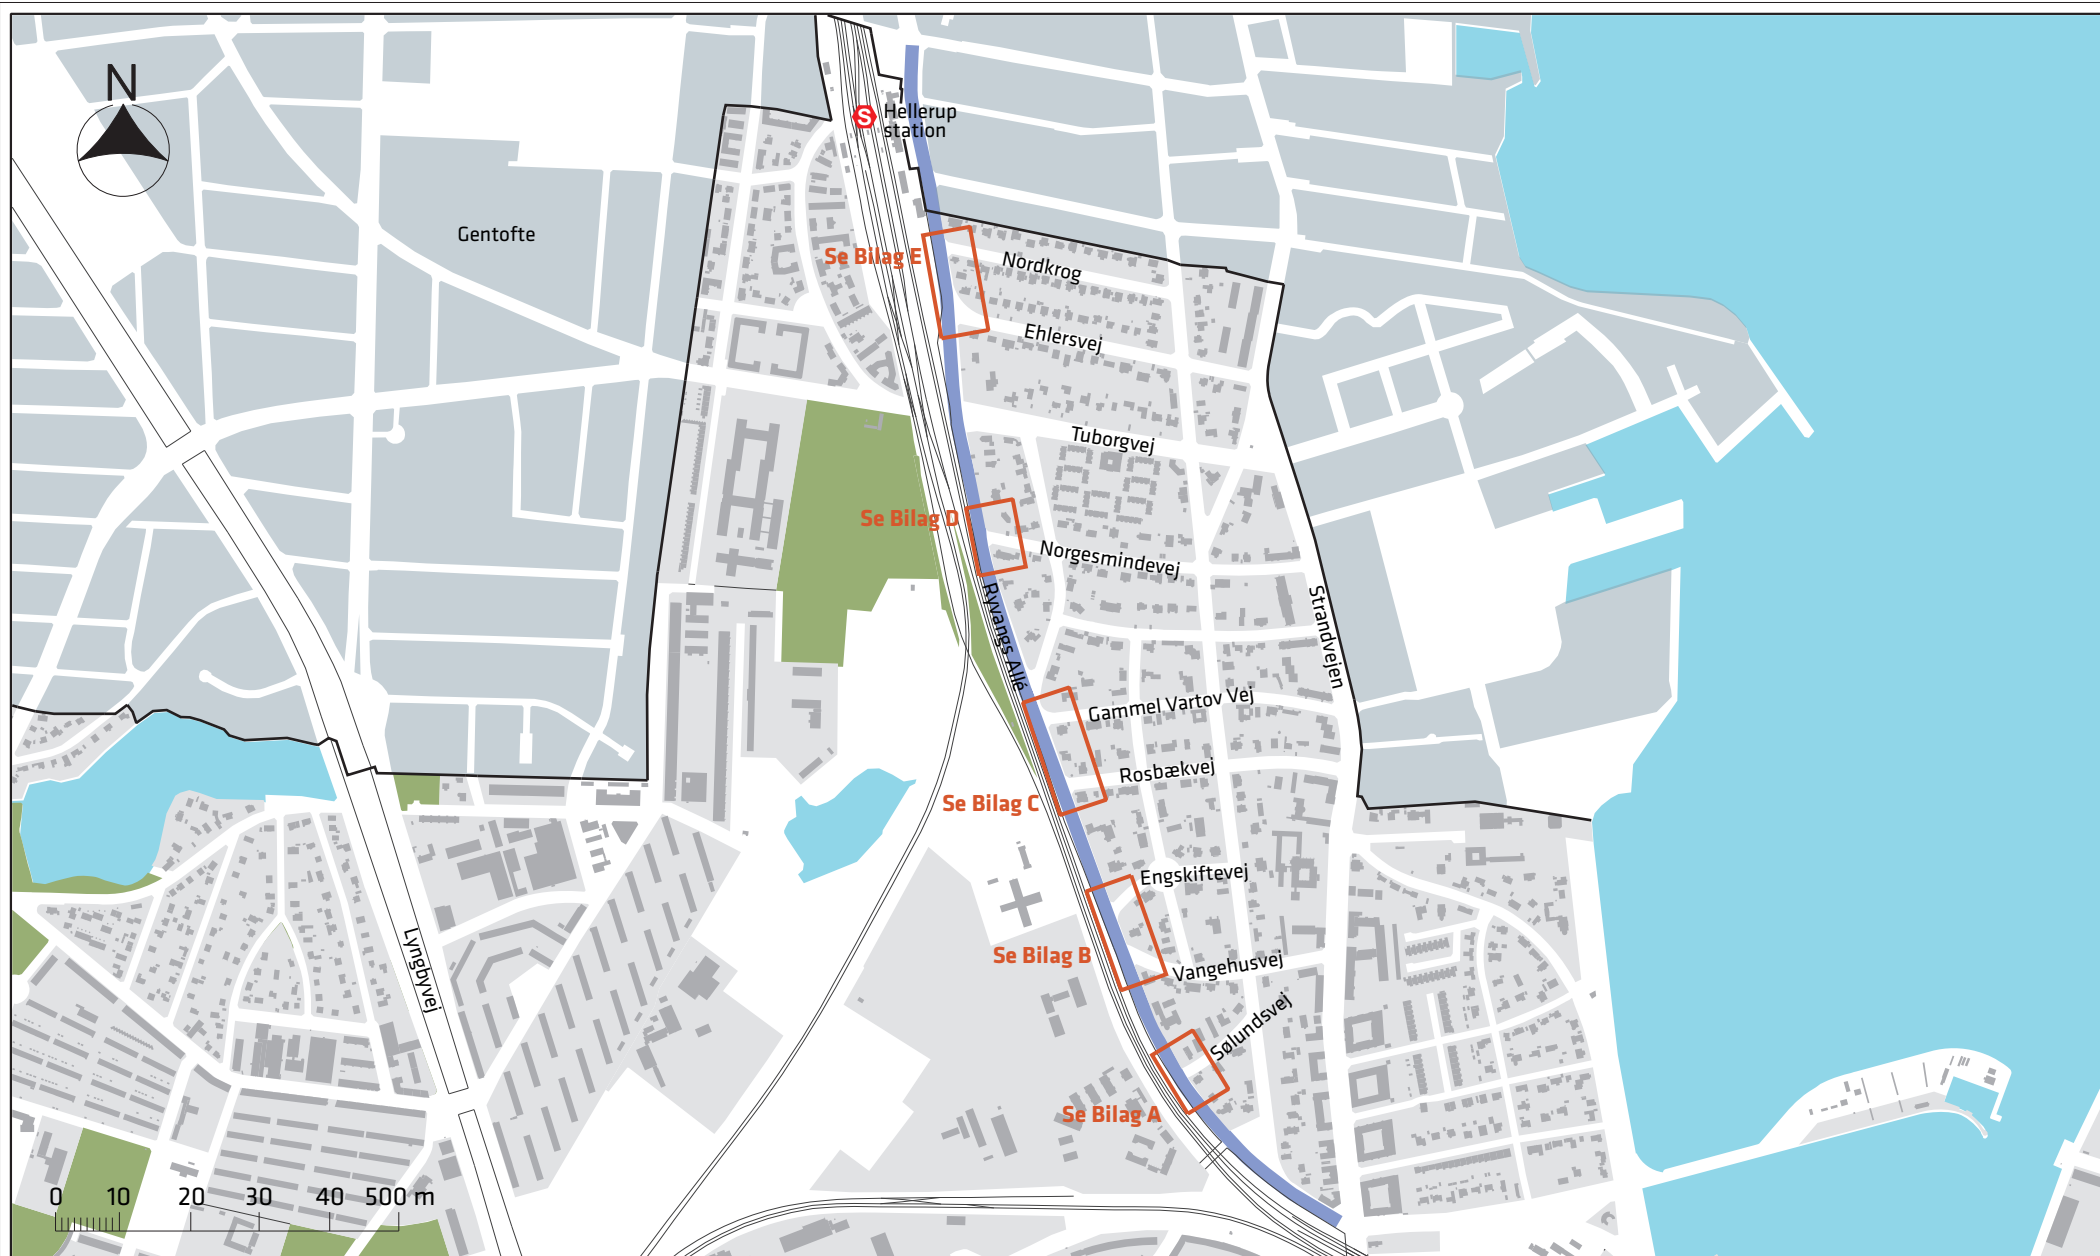 N
S
Hellerup
station
Gentofte
Se Bilag E
Nordkrog
Ehlersvej
Tuborgvej
Se Bilag D
Norgesmindevej
Ryvangs Allé
Strandvejen
Gammel Vartov Vej
Rosbækvej
Se Bilag C
Engskiftevej
Lyngbyvej
Se Bilag B
Vangehusvej
Sølundsvej
Se Bilag A
0 10 20 30 40 500 m